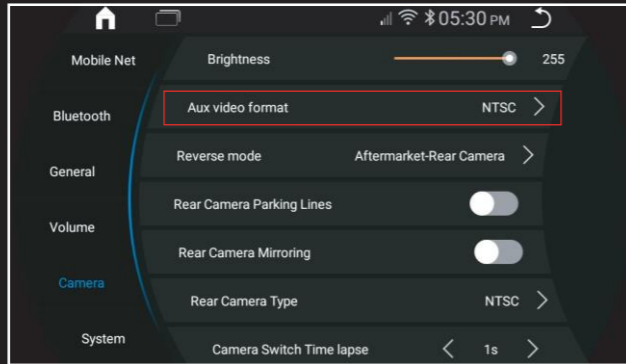 05:30 PM
Mobile Net
Brightness 255
Bluetooth
Aux video format NTSC
General
Reverse mode Aftermarket-Rear Camera
Volume
Rear Camera Parking Lines
Rear Camera Mirroring
Camera
Rear Camera Type NTSC
System
Camera Switch Time lapse 1s